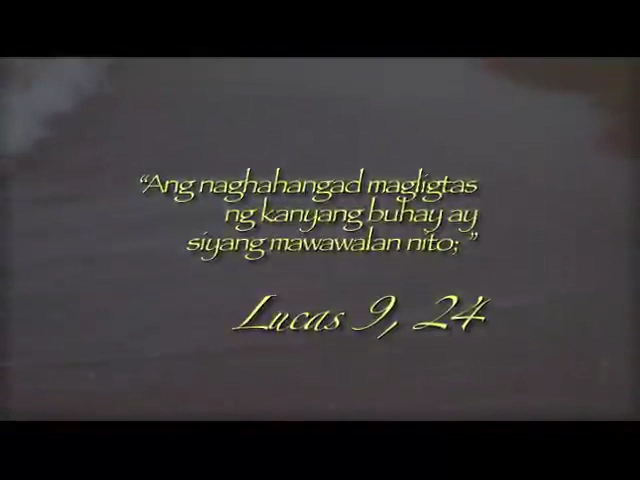 “Ang naghahangad magligtas
ng kanyang buhay ay
siyang mawawalan nito; ”
Lucas 9, 24